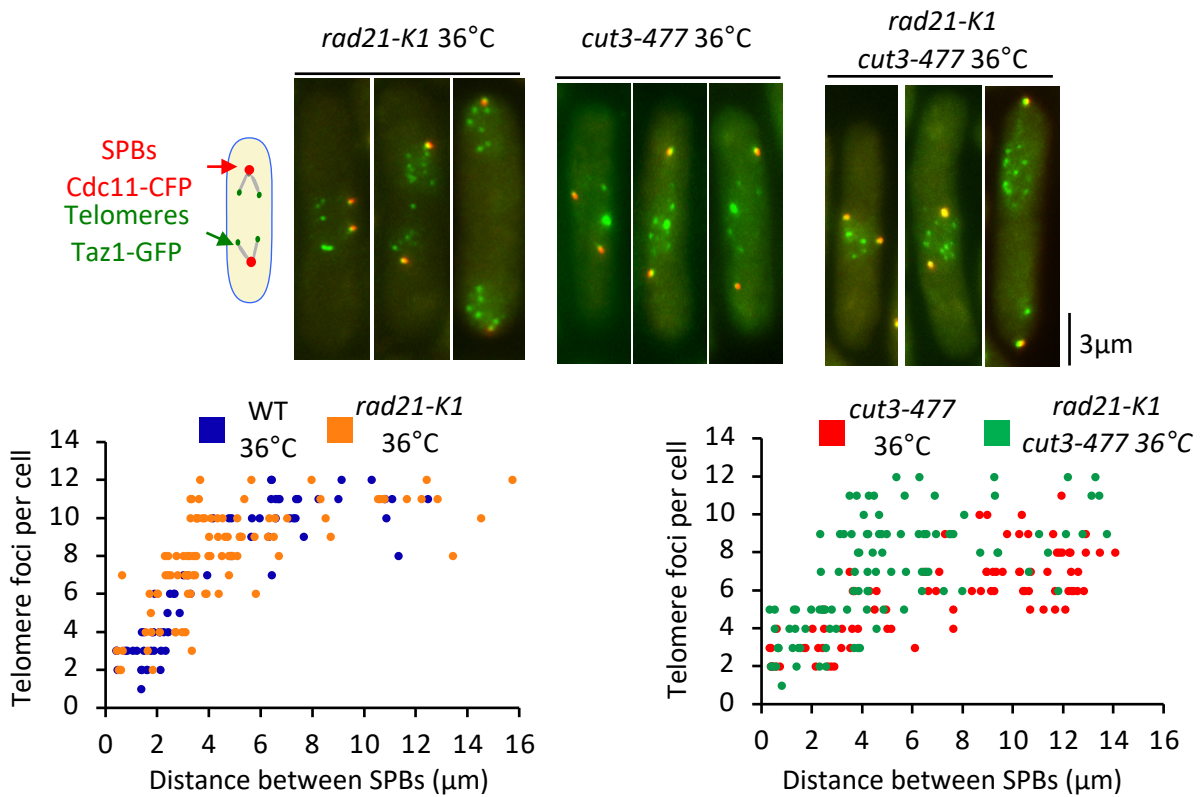 rad21-K1 36°C
cut3-477 36°C
rad21-K1
cut3-477 36°C
SPBs
Cdc11-CFP
Telomeres
Taz1-GFP
3µm
WT
36°C
rad21-K1
36°C
Telomere foci per cell
14
12
10
8
6
4
2
0
0 2 4 6 8 10 12 14 16
Distance between SPBs (µm)
cut3-477
36°C
rad21-K1
cut3-477 36°C
Telomere foci per cell
14
12
10
8
6
4
2
0
0 2 4 6 8 10 12 14 16
Distance between SPBs (µm)